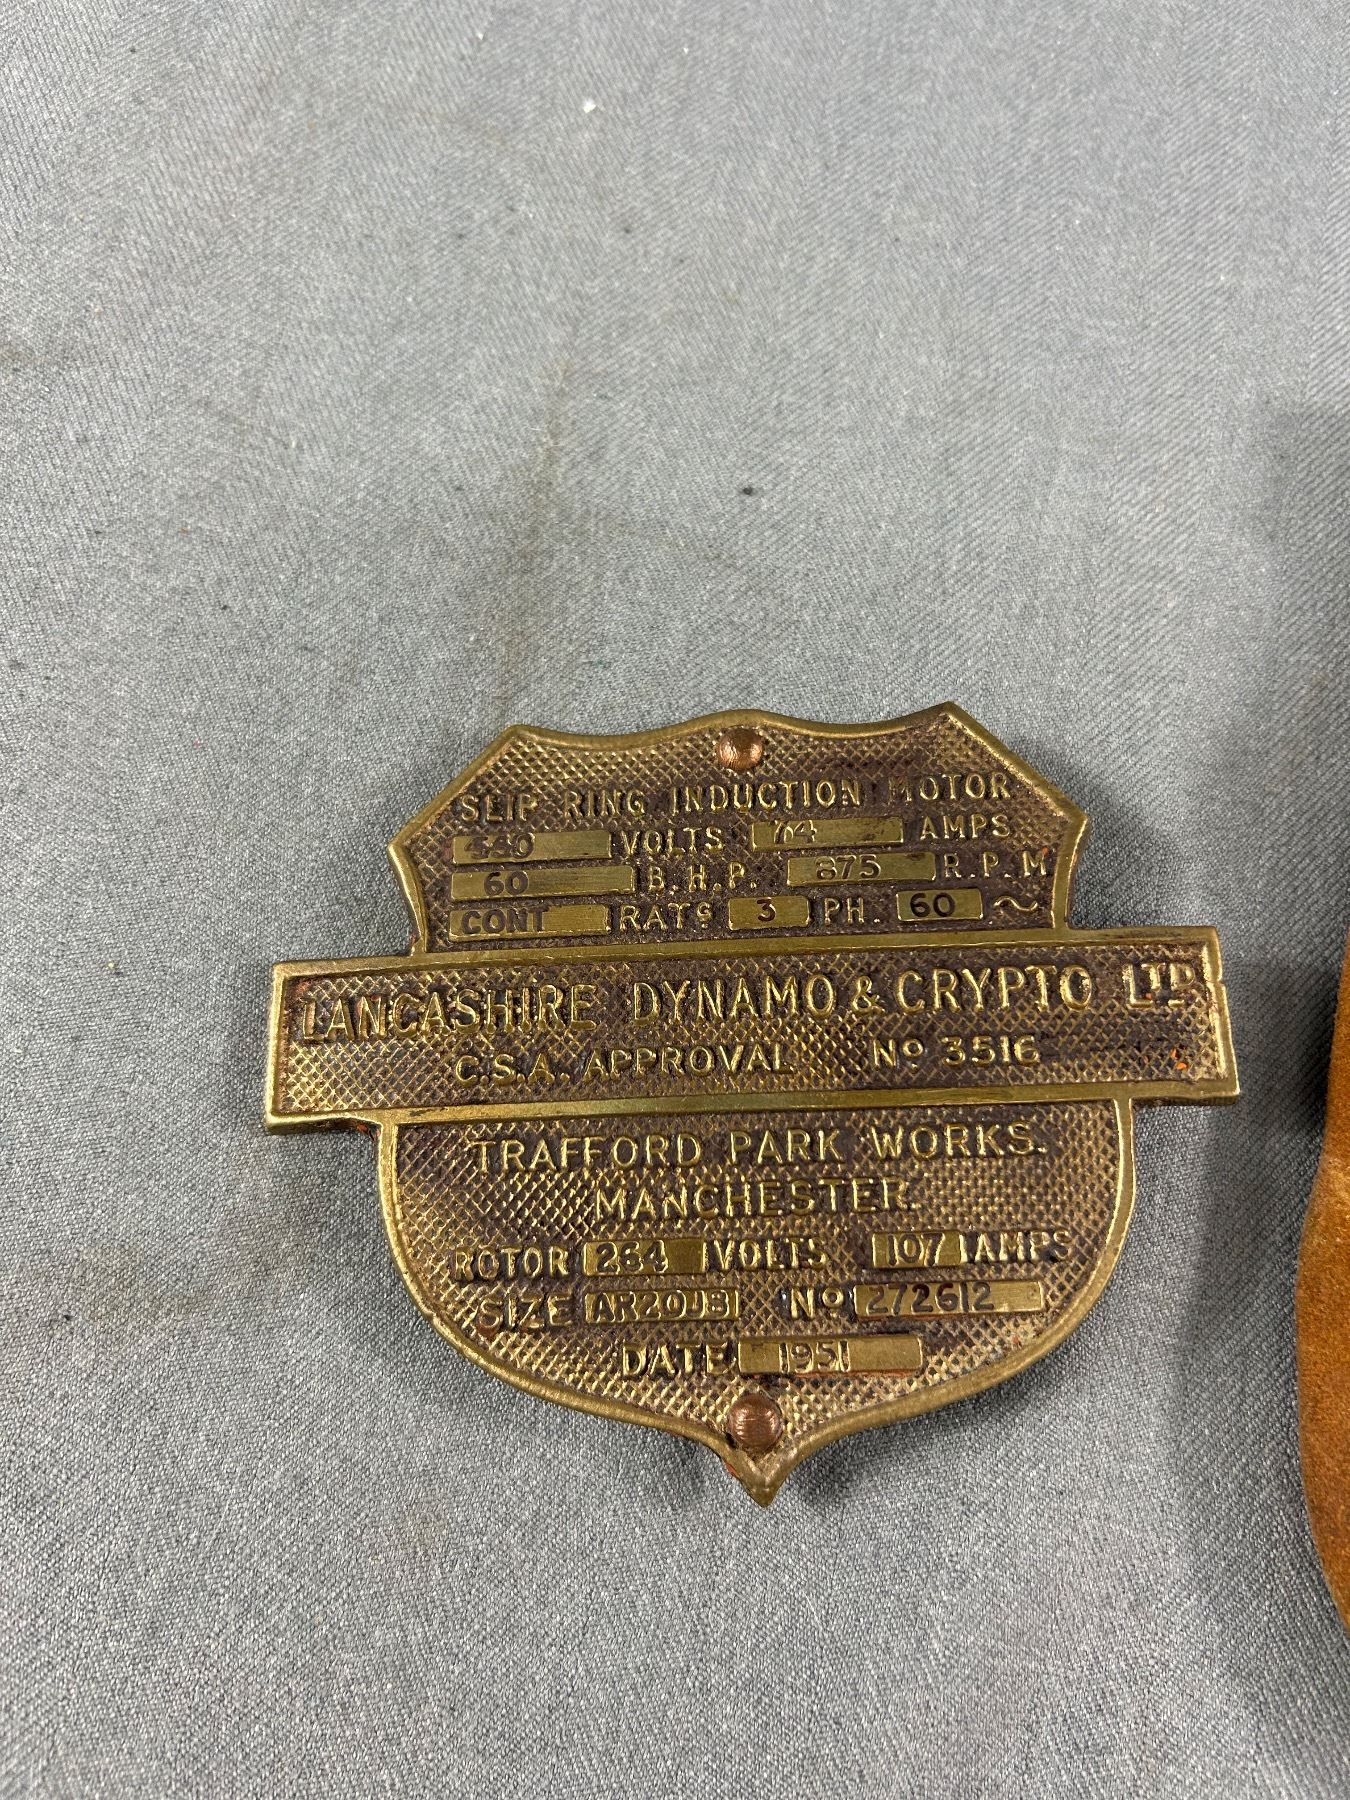 SLIP RING INDUCTION MOTOR
440 VOLTS 74 AMPS
60 B.H.P. 875 R.P.M
CONT RATG 3 PH. 60 ~
LANCASHIRE DYNAMO & CRYPTO LTD
C.S.A. APPROVAL No 3516
TRAFFORD PARK WORKS.
MANCHESTER.
ROTOR 264 VOLTS 107 AMPS
SIZE AR20JB No 272612
DATE 1951